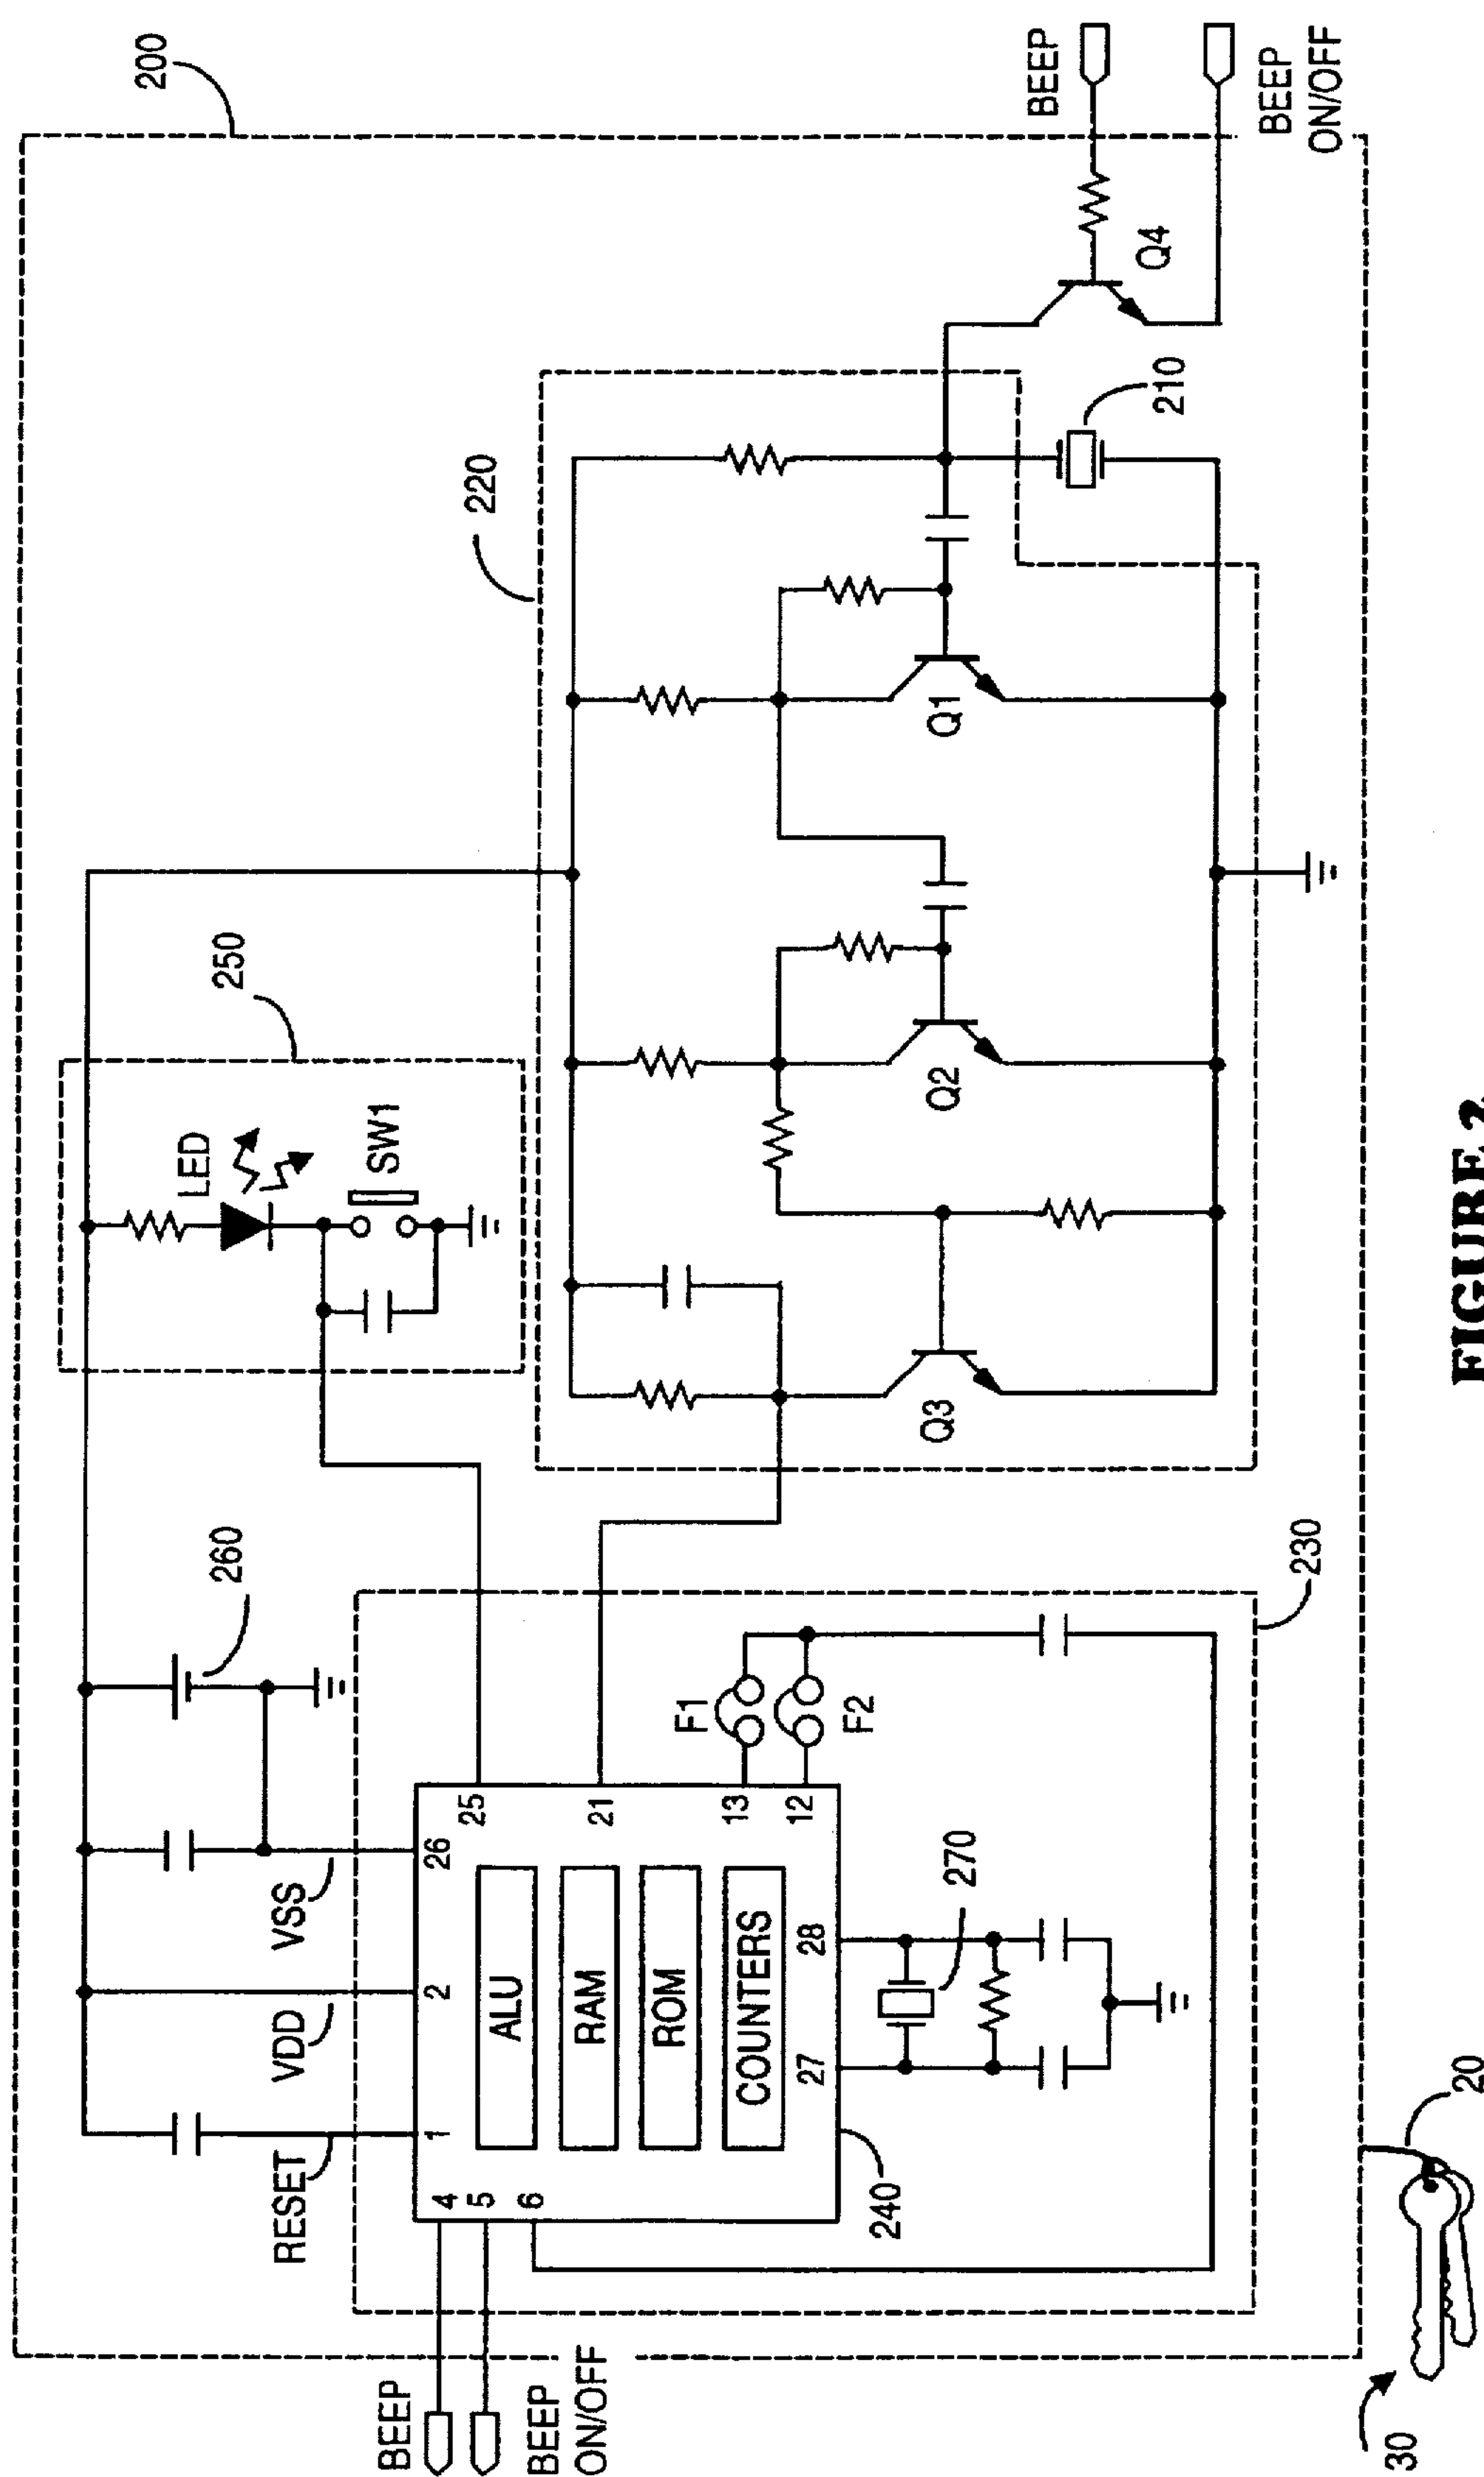 200
BEEP
BEEP
ON/OFF
Q4
210
220
Q1
250
LED
SW1
Q2
Q3
260
230
F1
F2
VSS
VDD
RESET
1
2
26
25
21
13
12
4
5
6
ALU
RAM
ROM
COUNTERS
27
28
270
240
BEEP
BEEP
ON/OFF
20
30
FIGURE 2